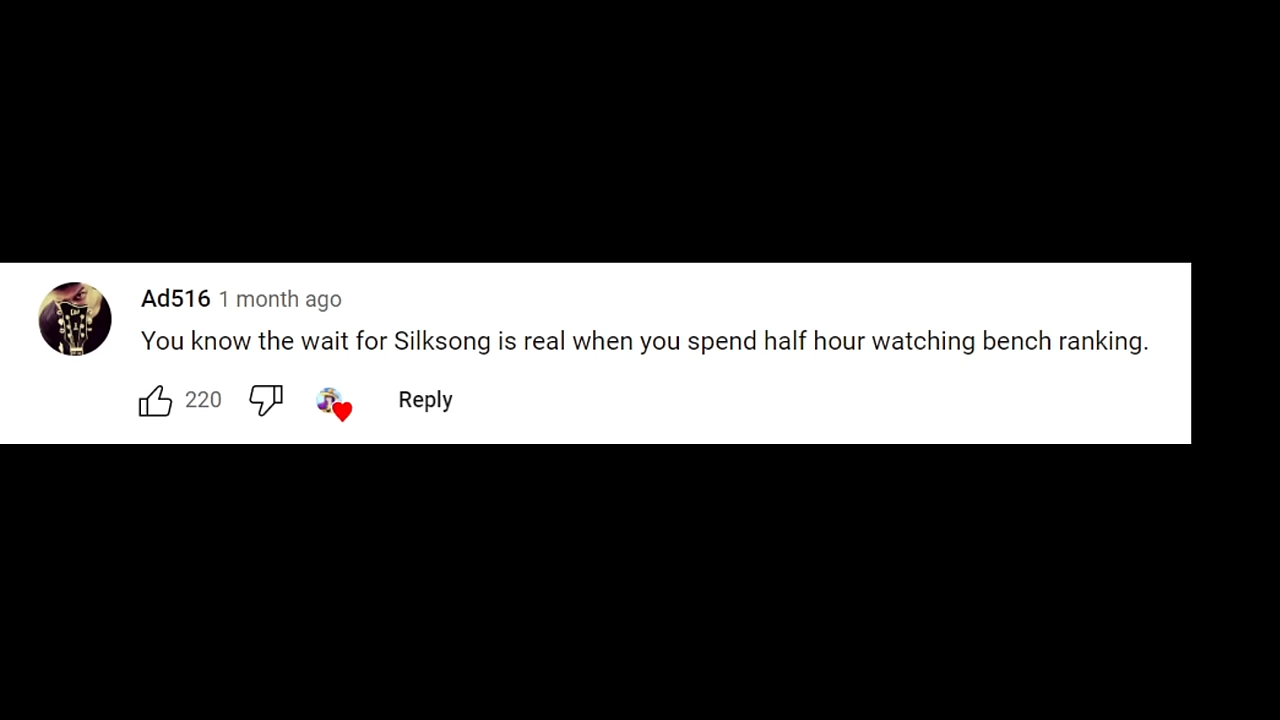 Ad516 1 month ago
You know the wait for Silksong is real when you spend half hour watching bench ranking.
220 Reply